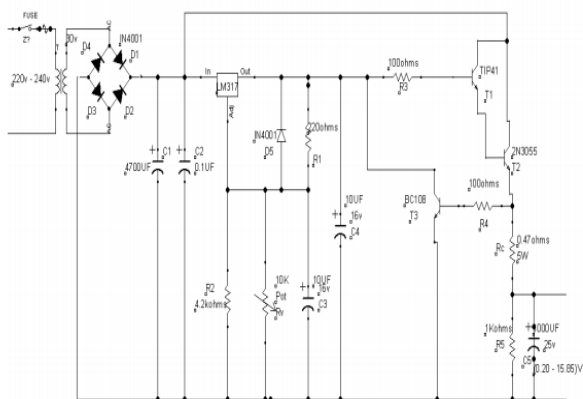 FUSE
Z?
220v - 240v
30v
T
AC
AC
D4
IN4001
D1
D3
D2
In
LM317
Out
Adj
4700UF
C1
C2
0.1UF
IN4001
D5
220ohms
R1
100ohms
R3
TIP41
T1
2N3055
T2
10UF
16v
C4
BC108
T3
100ohms
R4
0.47ohms
5W
Rc
R2
4.2kohms
10K
Pot
Rv
10UF
16v
C3
1Kohms
R5
1000UF
25v
C5
(0.20 - 15.85)V